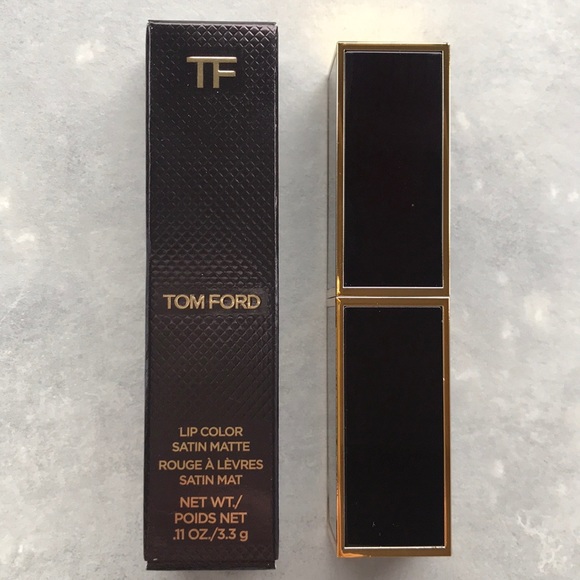 TF
TOM FORD
LIP COLOR
SATIN MATTE
ROUGE À LÈVRES
SATIN MAT
NET WT./
POIDS NET
.11 OZ./3.3 g